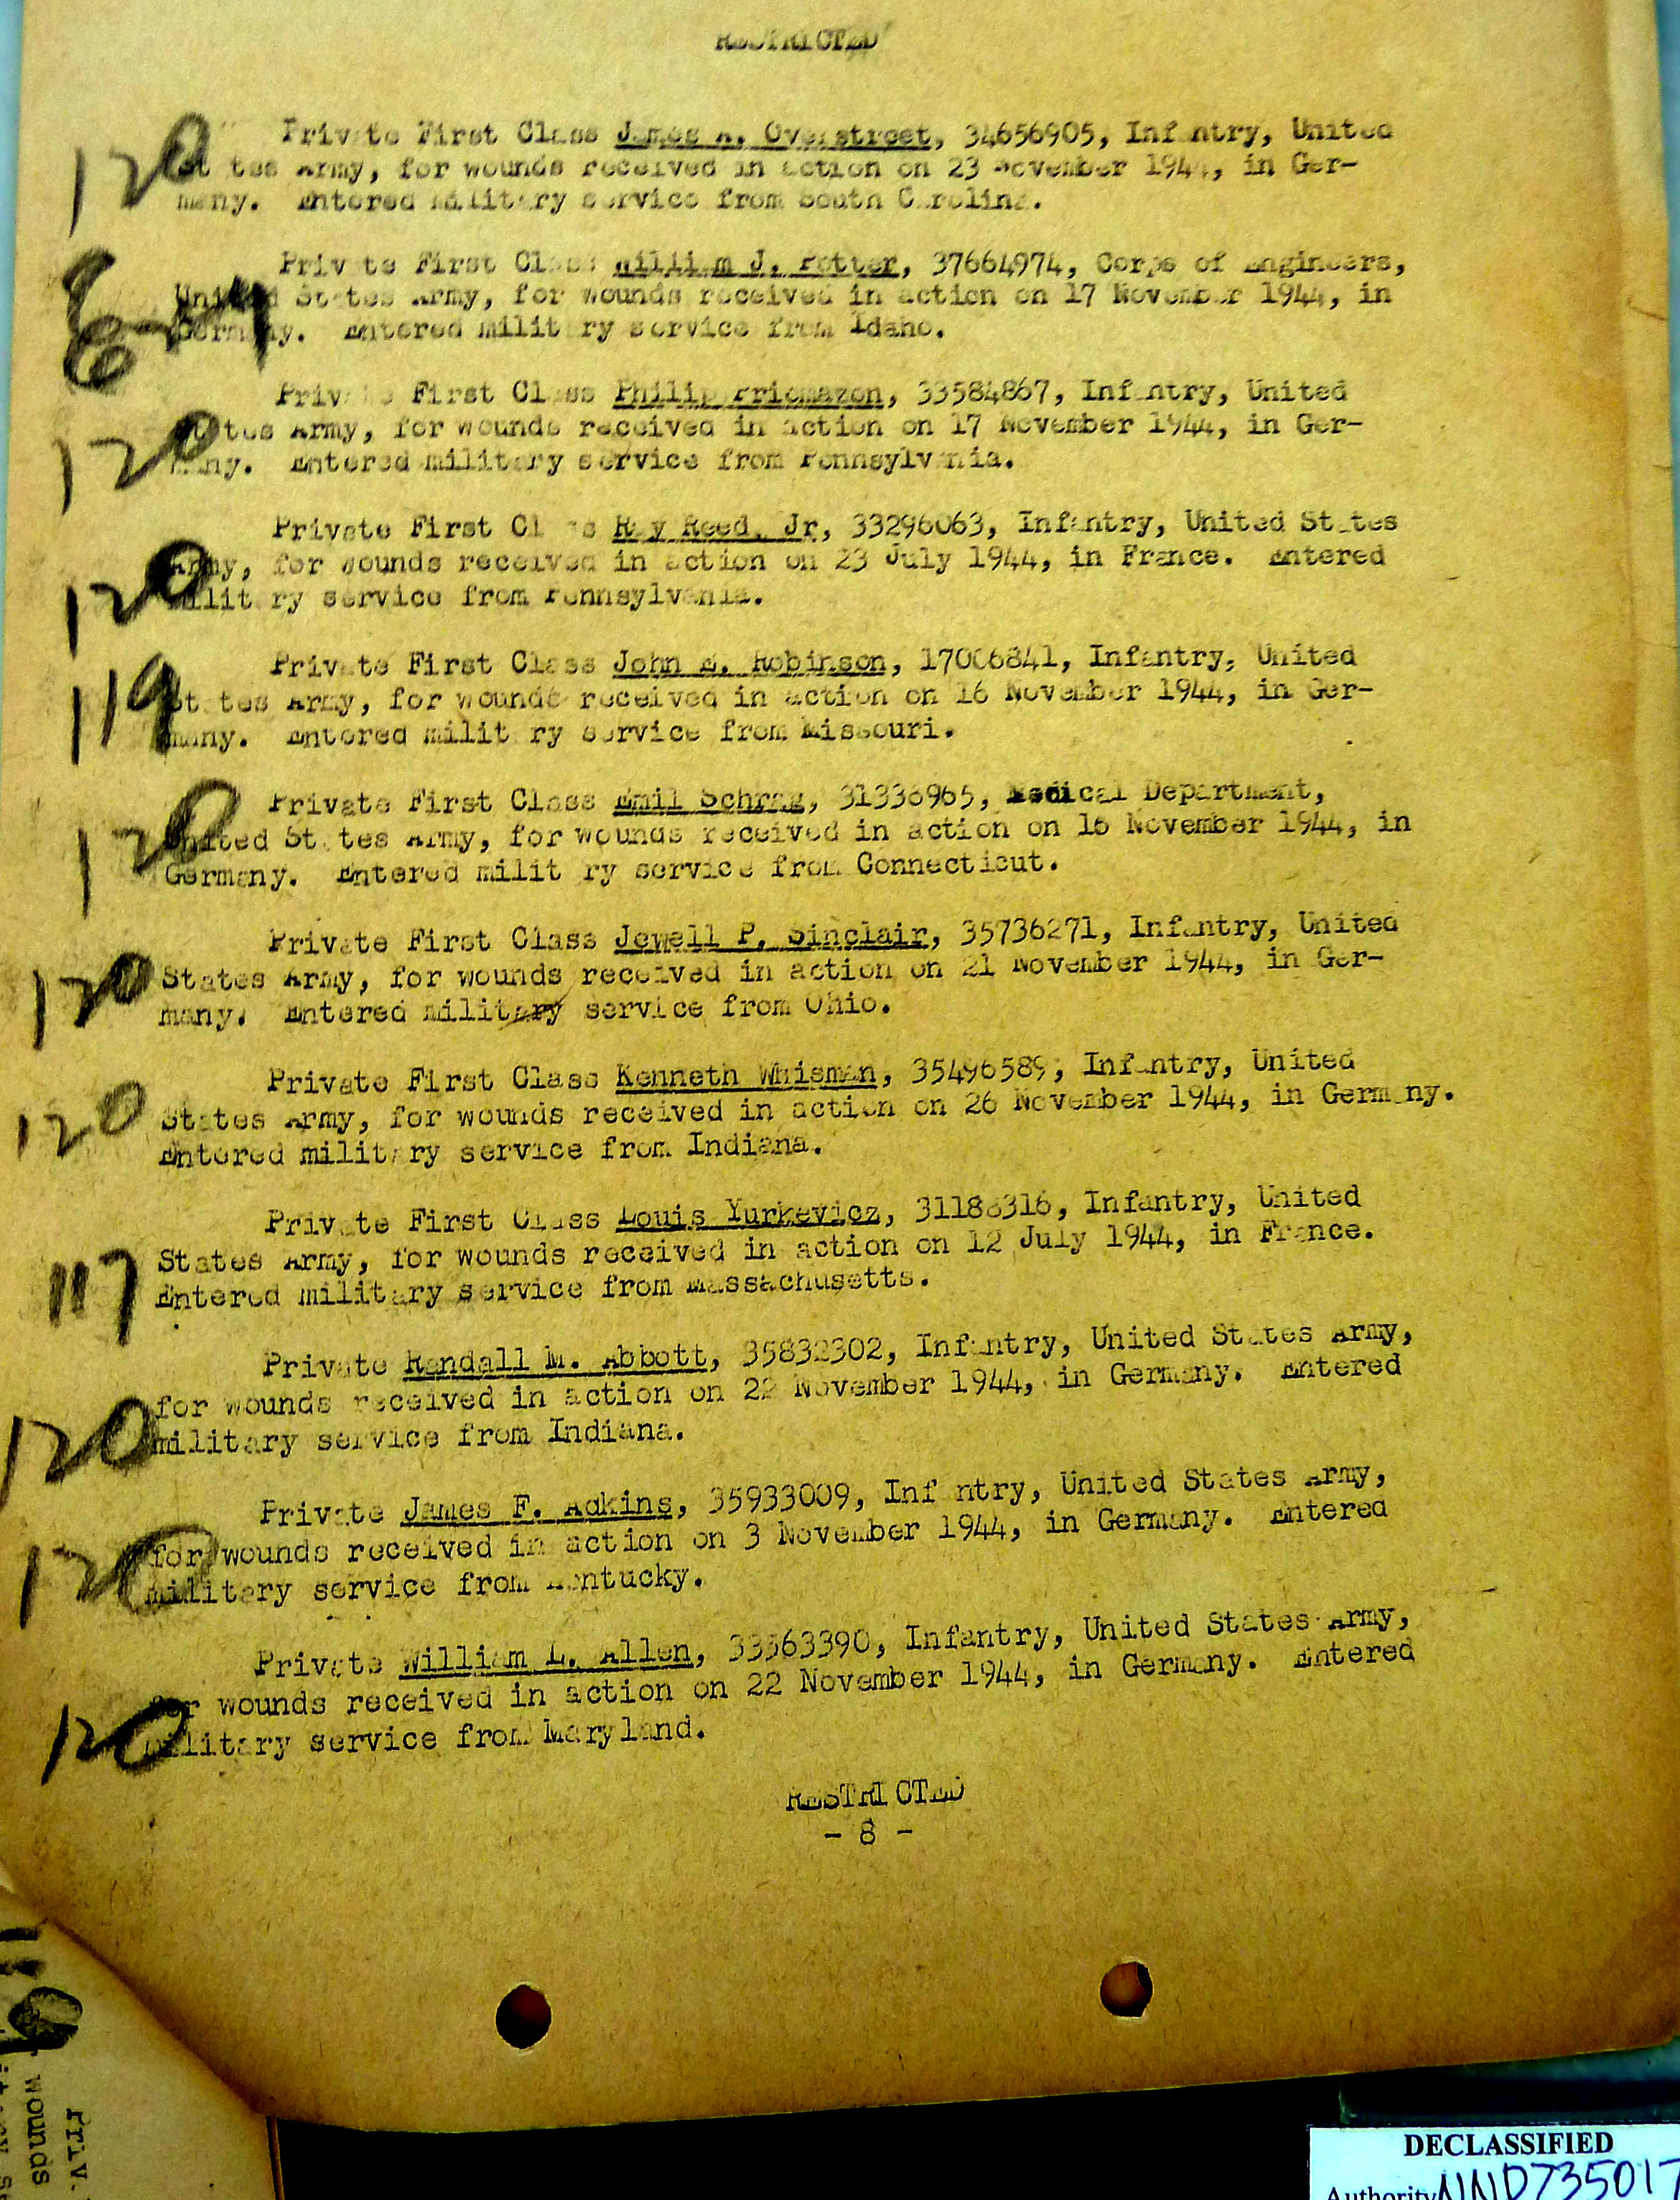 RESTRICTED
120
Private First Class James A. Overstreet, 34656905, Infantry, United
States Army, for wounds received in action on 23 November 1944, in Ger-
many. Entered military service from South Carolina.
Private First Class William J. Potter, 37664974, Corps of Engineers,
United States Army, for wounds received in action on 17 November 1944, in
Germany. Entered military service from Idaho.
120
Private First Class Philip 33584867, Infantry, United
States Army, for wounds received in action on 17 November 1944, in Ger-
many. Entered military service from Pennsylvania.
120
Private First Class Ray Reed, Jr, 33296063, Infantry, United States
Army, for wounds received in action on 23 July 1944, in France. Entered
military service from Pennsylvania.
119
Private First Class John E. Robinson, 17006841, Infantry, United
States Army, for wounds received in action on 16 November 1944, in Ger-
many. Entered military service from Missouri.
120
Private First Class Emil Schrag, 31336965, Medical Department,
United States Army, for wounds received in action on 16 November 1944, in
Germany. Entered military service from Connecticut.
120
Private First Class Jewell P. Sinclair, 35736271, Infantry, United
States Army, for wounds received in action on 21 November 1944, in Ger-
many. Entered military service from Ohio.
120
Private First Class Kenneth Whisman, 35496589, Infantry, United
States Army, for wounds received in action on 26 November 1944, in Germany.
Entered military service from Indiana.
117
Private First Class Louis Yurkevicz, 31188316, Infantry, United
States Army, for wounds received in action on 12 July 1944, in France.
Entered military service from Massachusetts.
120
Private Randall M. Abbott, 35832302, Infantry, United States Army,
for wounds received in action on 22 November 1944, in Germany. Entered
military service from Indiana.
120
Private James F. Adkins, 35933009, Infantry, United States Army,
for wounds received in action on 3 November 1944, in Germany. Entered
military service from Kentucky.
120
Private William L. Allen, 33563390, Infantry, United States Army,
for wounds received in action on 22 November 1944, in Germany. Entered
military service from Maryland.
RESTRICTED
- 8 -
Priv
wounds
DECLASSIFIED
Authority NND735017